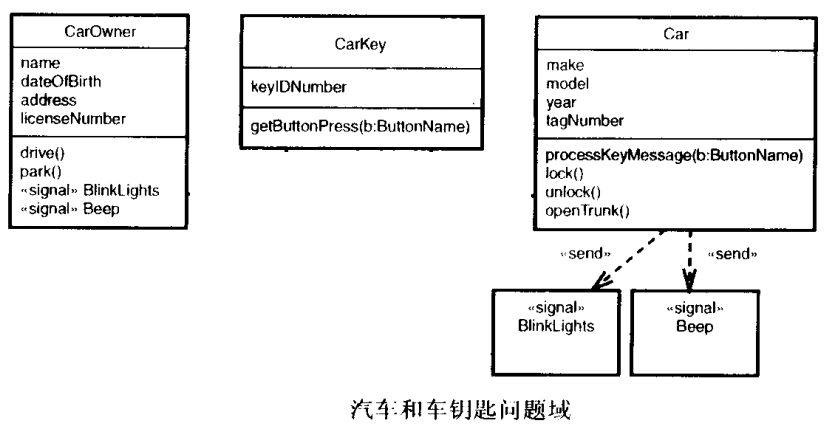 CarOwner
name
dateOfBirth
address
licenseNumber
drive()
park()
«signal» BlinkLights
«signal» Beep
CarKey
keyIDNumber
getButtonPress(b:ButtonName)
Car
make
model
year
tagNumber
processKeyMessage(b:ButtonName)
lock()
unlock()
openTrunk()
«send»
«send»
«signal»
BlinkLights
«signal»
Beep
汽车和车钥匙问题域